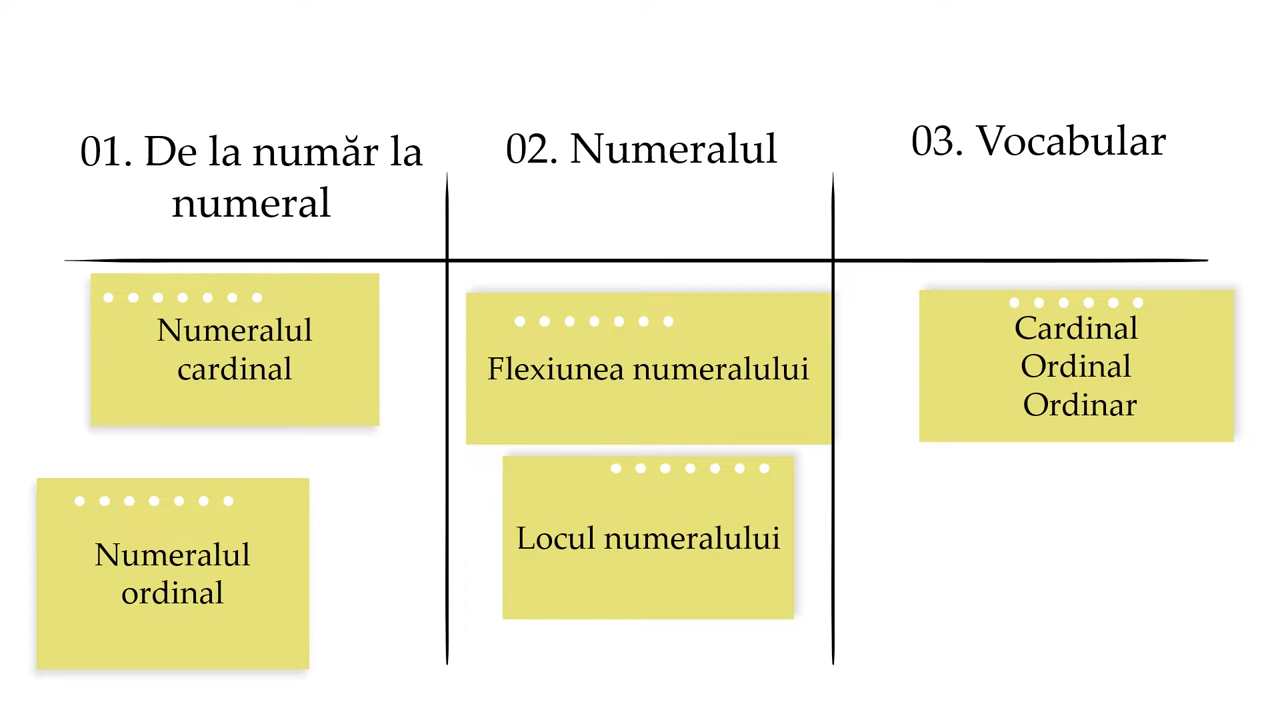 01. De la număr la
numeral
02. Numeralul
03. Vocabular
Numeralul
cardinal
Numeralul
ordinal
Flexiunea numeralului
Locul numeralului
Cardinal
Ordinal
Ordinar